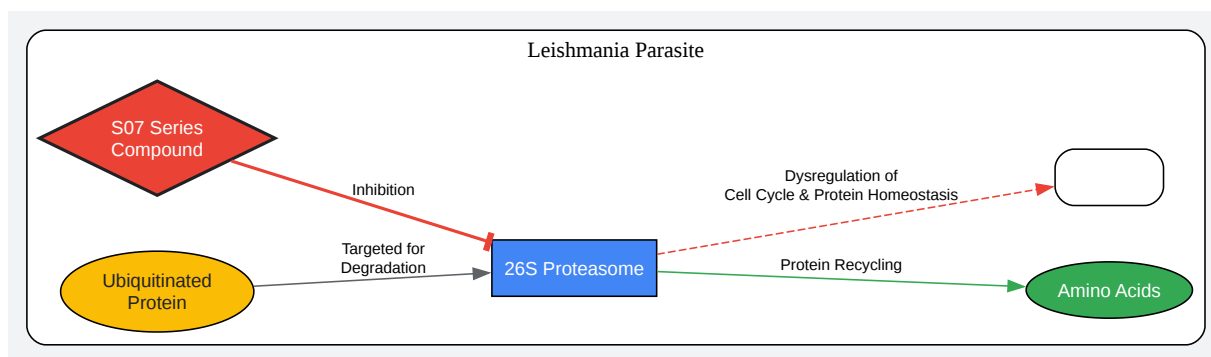 Leishmania Parasite
S07 Series
Compound
Inhibition
Dysregulation of
Cell Cycle & Protein Homeostasis
Targeted for
Degradation
26S Proteasome
Protein Recycling
Ubiquitinated
Protein
Amino Acids